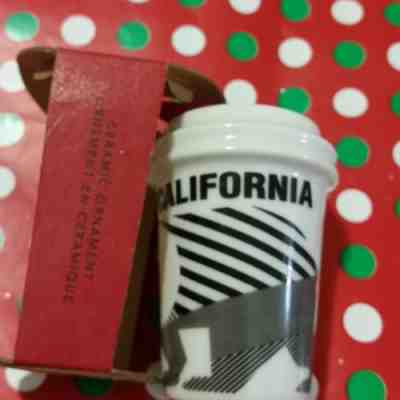 CERAMIC ORNAMENT
ORNEMENT EN CÉRAMIQUE
CALIFORNIA